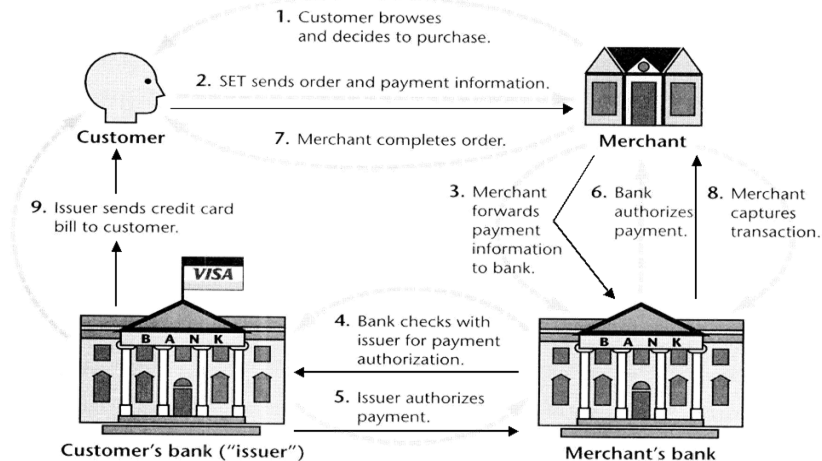 1. Customer browses
and decides to purchase.
2. SET sends order and payment information.
Customer
7. Merchant completes order.
Merchant
9. Issuer sends credit card
bill to customer.
3. Merchant
forwards
payment
information
to bank.
6. Bank
authorizes
payment.
8. Merchant
captures
transaction.
VISA
BANK
4. Bank checks with
issuer for payment
authorization.
BANK
5. Issuer authorizes
payment.
Customer's bank ("issuer")
Merchant's bank